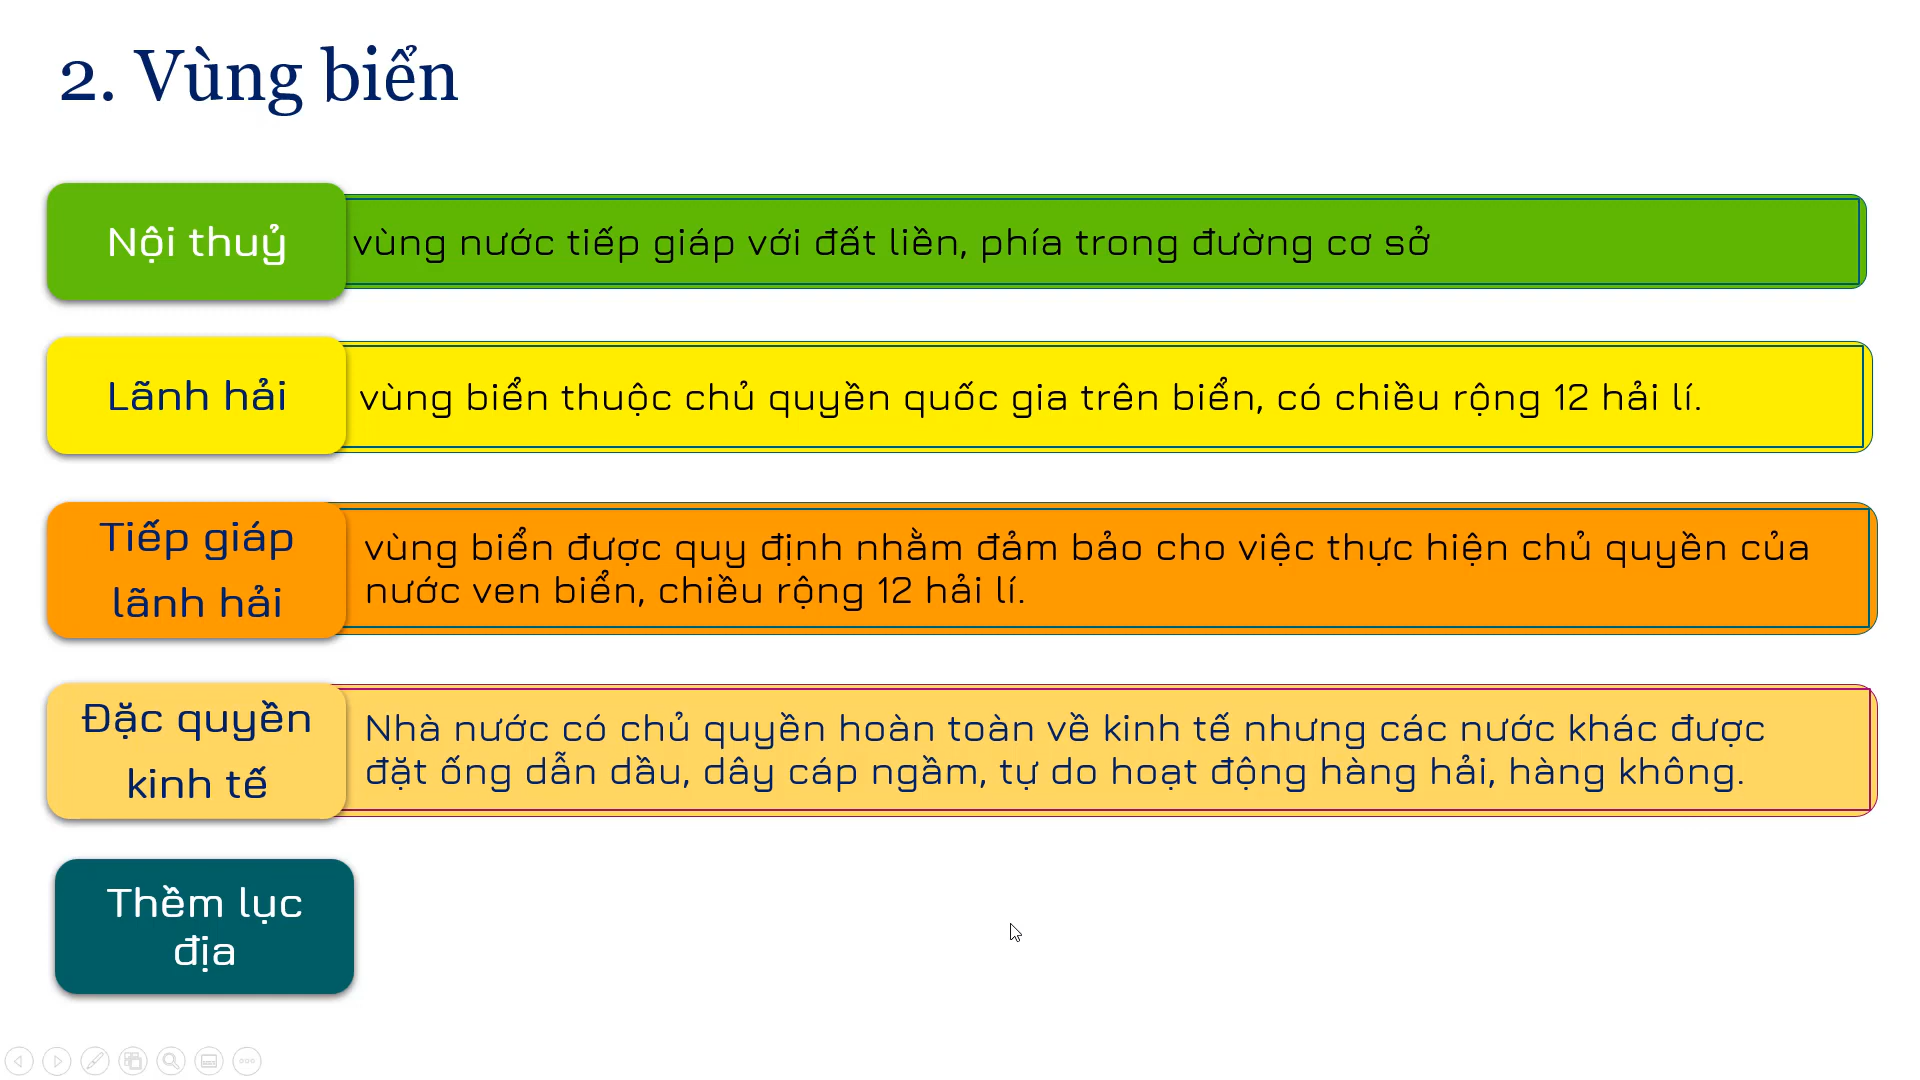 2. Vùng biển
Nội thuỷ
vùng nước tiếp giáp với đất liền, phía trong đường cơ sở
Lãnh hải
vùng biển thuộc chủ quyền quốc gia trên biển, có chiều rộng 12 hải lí.
Tiếp giáp
lãnh hải
vùng biển được quy định nhằm đảm bảo cho việc thực hiện chủ quyền của
nước ven biển, chiều rộng 12 hải lí.
Đặc quyền
kinh tế
Nhà nước có chủ quyền hoàn toàn về kinh tế nhưng các nước khác được
đặt ống dẫn dầu, dây cáp ngầm, tự do hoạt động hàng hải, hàng không.
Thềm lục
địa